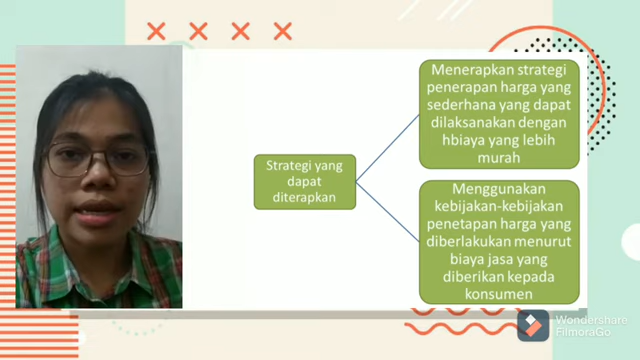 Strategi yang
dapat
diterapkan
Menerapkan strategi
penerapan harga yang
sederhana yang dapat
dilaksanakan dengan
hbiaya yang lebih
murah
Menggunakan
kebijakan-kebijakan
penetapan harga yang
diberlakukan menurut
biaya jasa yang
diberikan kepada
konsumen
Wondershare
FilmoraGo